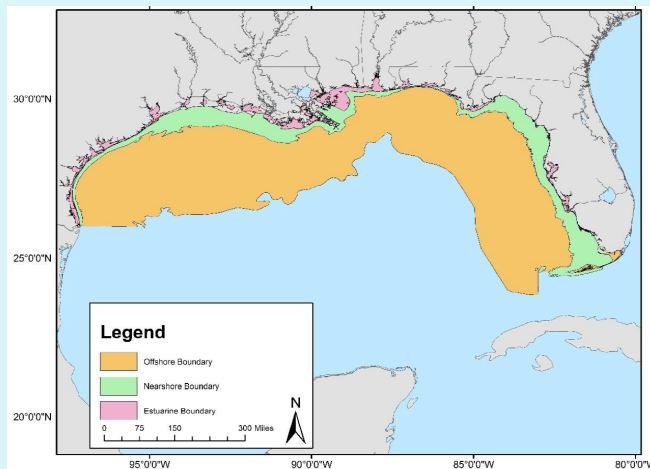 30°0'0"N
25°0'0"N
20°0'0"N
Legend
Offshore Boundary
Nearshore Boundary
Estuarine Boundary
0 75 150 300 Miles
N
95°0'0"W 90°0'0"W 85°0'0"W 80°0'0"W